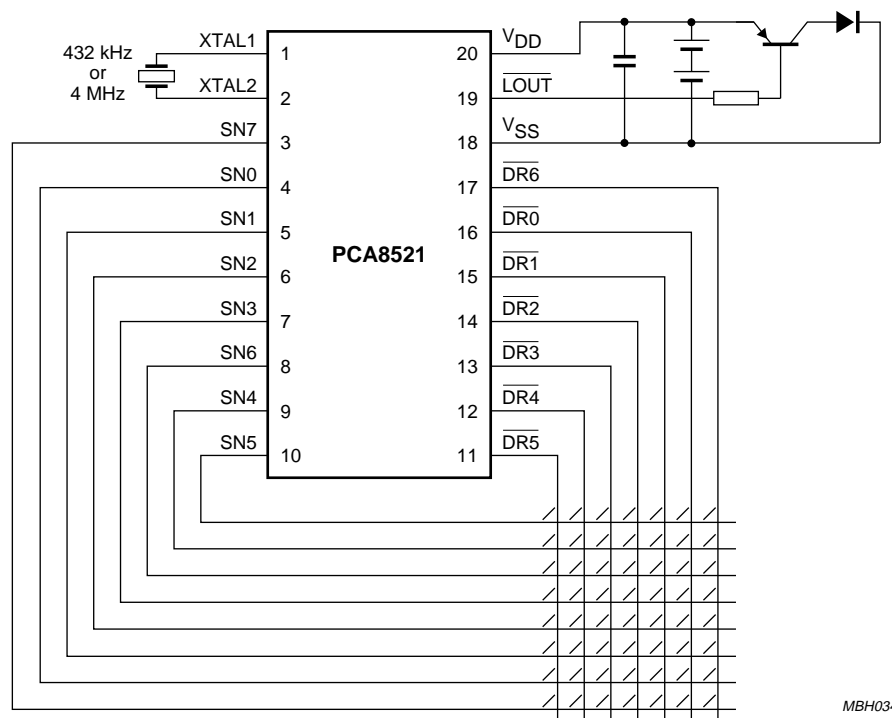 432 kHz
or
4 MHz
XTAL1
1
XTAL2
2
SN7
3
SN0
4
SN1
5
SN2
6
SN3
7
SN6
8
SN4
9
SN5
10
PCA8521
20
VDD
19
LOUT
18
VSS
17
DR6
16
DR0
15
DR1
14
DR2
13
DR3
12
DR4
11
DR5